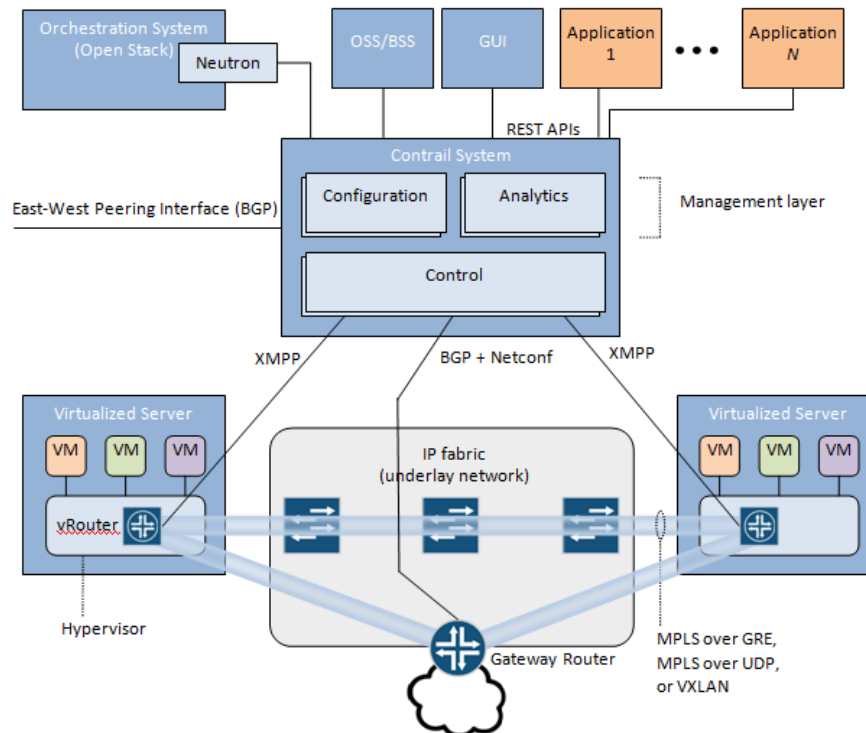 Orchestration System
(Open Stack)
Neutron
OSS/BSS
GUI
Application
1
Application
N
REST APIs
Contrail System
Configuration
Analytics
Management layer
East-West Peering Interface (BGP)
Control
XMPP
BGP + Netconf
XMPP
Virtualized Server
VM
VM
VM
vRouter
Hypervisor
IP fabric
(underlay network)
Virtualized Server
VM
VM
VM
Gateway Router
MPLS over GRE,
MPLS over UDP,
or VXLAN